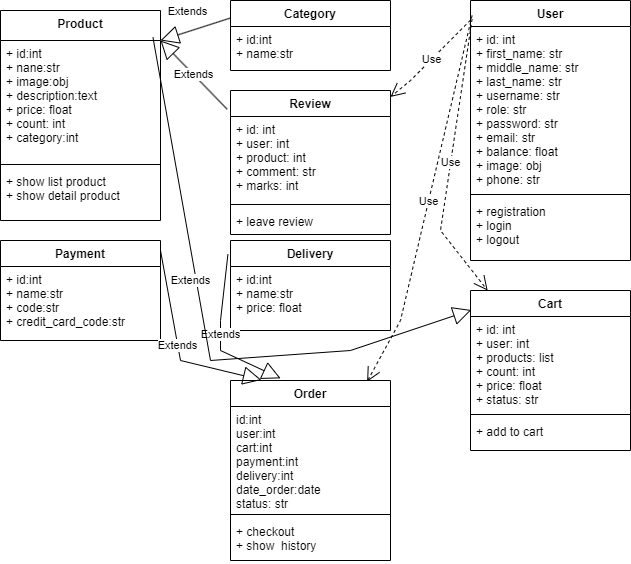 Product
+ id:int
+ nane:str
+ image:obj
+ description:text
+ price: float
+ count: int
+ category:int
+ show list product
+ show detail product
Extends
Extends
Category
+ id:int
+ name:str
Review
+ id: int
+ user: int
+ product: int
+ comment: str
+ marks: int
+ leave review
Use
Use
Use
User
+ id: int
+ first_name: str
+ middle_name: str
+ last_name: str
+ username: str
+ role: str
+ password: str
+ email: str
+ balance: float
+ image: obj
+ phone: str
+ registration
+ login
+ logout
Payment
+ id:int
+ name:str
+ code:str
+ credit_card_code:str
Extends
Extends
Extends
Delivery
+ id:int
+ name:str
+ price: float
Cart
+ id: int
+ user: int
+ products: list
+ count: int
+ price: float
+ status: str
+ add to cart
Order
id:int
user:int
cart:int
payment:int
delivery:int
date_order:date
status: str
+ checkout
+ show_history